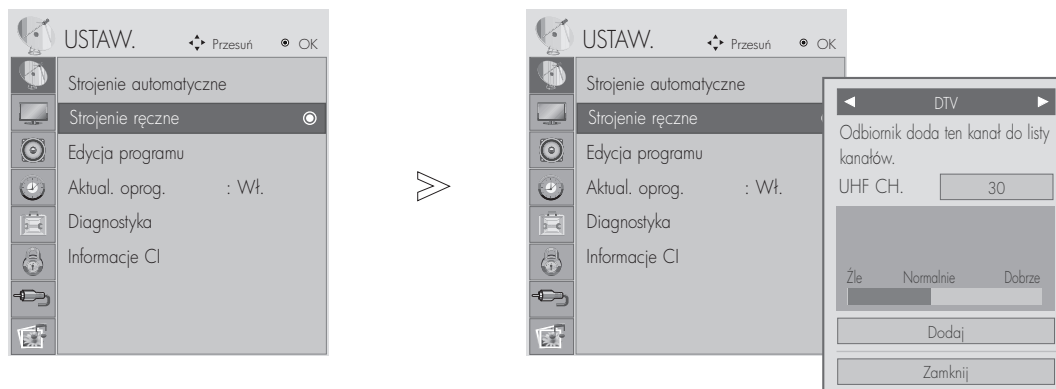 USTAW. Przesuń OK
Strojenie automatyczne
Strojenie ręczne
Edycja programu
Aktual. oprog. : Wł.
Diagnostyka
Informacje CI
USTAW. Przesuń OK
Strojenie automatyczne
Strojenie ręczne
Edycja programu
Aktual. oprog. : Wł.
Diagnostyka
Informacje CI
DTV
Odbiornik doda ten kanał do listy
kanałów.
UHF CH. 30
Źle Normalnie Dobrze
Dodaj
Zamknij